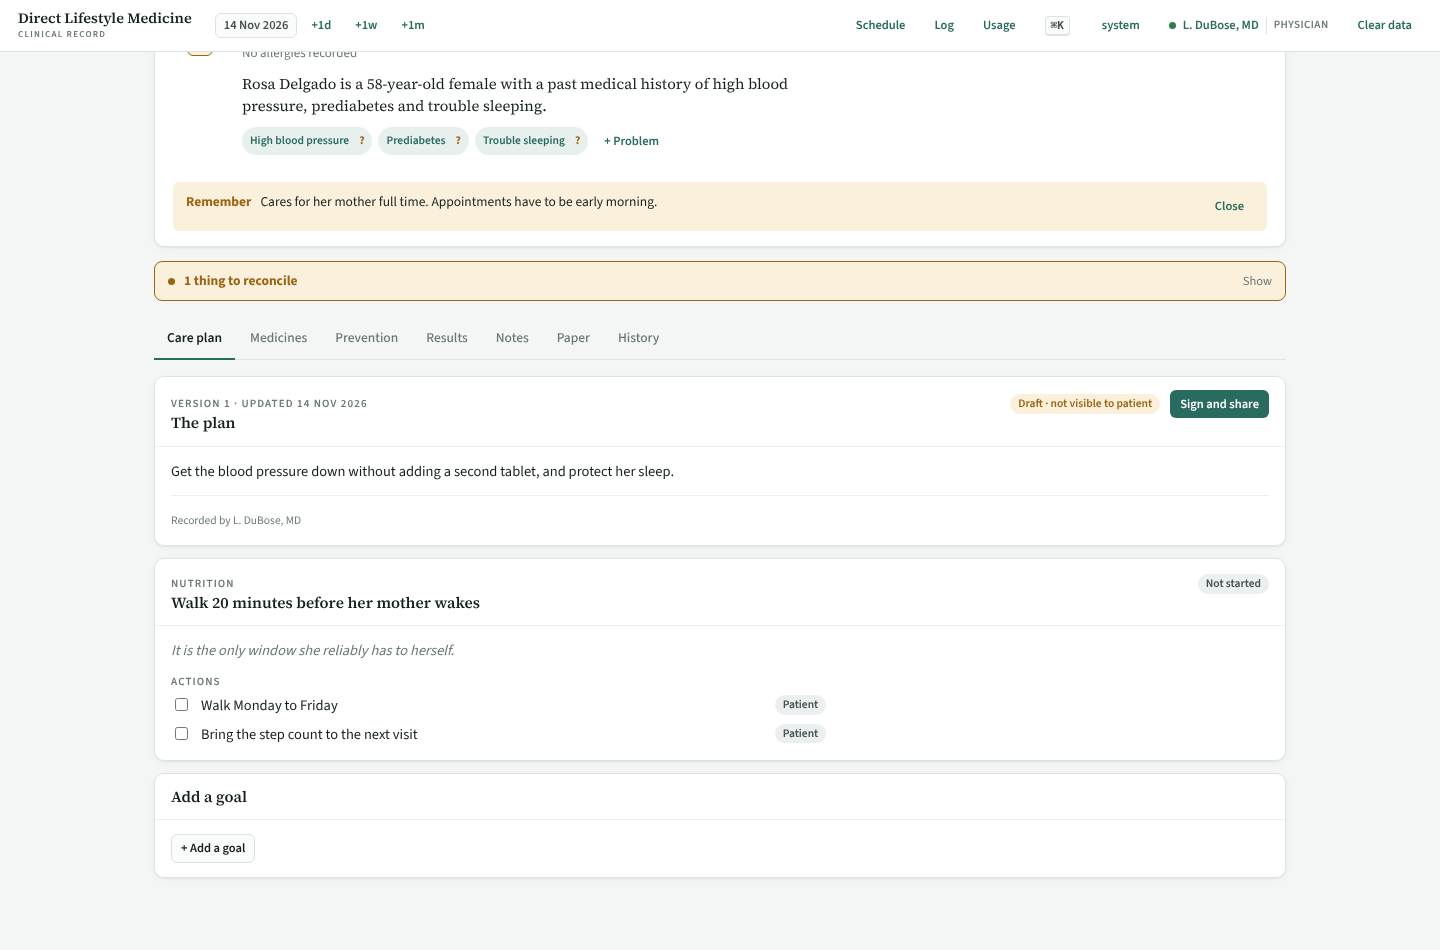 Direct Lifestyle Medicine
CLINICAL RECORD
14 Nov 2026
+1d
+1w
+1m
Schedule
Log
Usage
⌘K
system
L. DuBose, MD
PHYSICIAN
Clear data
No allergies recorded
Rosa Delgado is a 58-year-old female with a past medical history of high blood
pressure, prediabetes and trouble sleeping.
High blood pressure ?
Prediabetes ?
Trouble sleeping ?
+ Problem
Remember Cares for her mother full time. Appointments have to be early morning.
Close
1 thing to reconcile
Show
Care plan
Medicines
Prevention
Results
Notes
Paper
History
VERSION 1 · UPDATED 14 NOV 2026
The plan
Draft · not visible to patient
Sign and share
Get the blood pressure down without adding a second tablet, and protect her sleep.
Recorded by L. DuBose, MD
NUTRITION
Walk 20 minutes before her mother wakes
Not started
It is the only window she reliably has to herself.
ACTIONS
Walk Monday to Friday
Patient
Bring the step count to the next visit
Patient
Add a goal
+ Add a goal